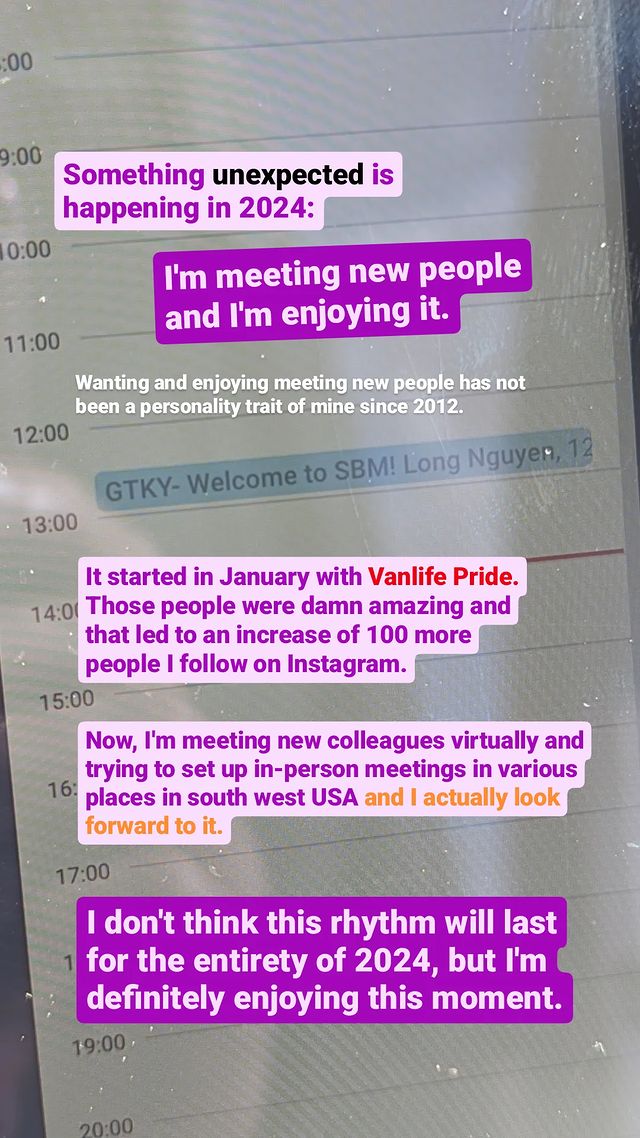 :00
9:00
Something unexpected is
happening in 2024:
10:00
I'm meeting new people
and I'm enjoying it.
11:00
Wanting and enjoying meeting new people has not
been a personality trait of mine since 2012.
12:00
GTKY- Welcome to SBM! Long Nguyen, 12
13:00
It started in January with Vanlife Pride.
Those people were damn amazing and
that led to an increase of 100 more
people I follow on Instagram.
14:00
15:00
Now, I'm meeting new colleagues virtually and
trying to set up in-person meetings in various
places in south west USA and I actually look
forward to it.
16:
17:00
I don't think this rhythm will last
for the entirety of 2024, but I'm
definitely enjoying this moment.
1
19:00
20:00